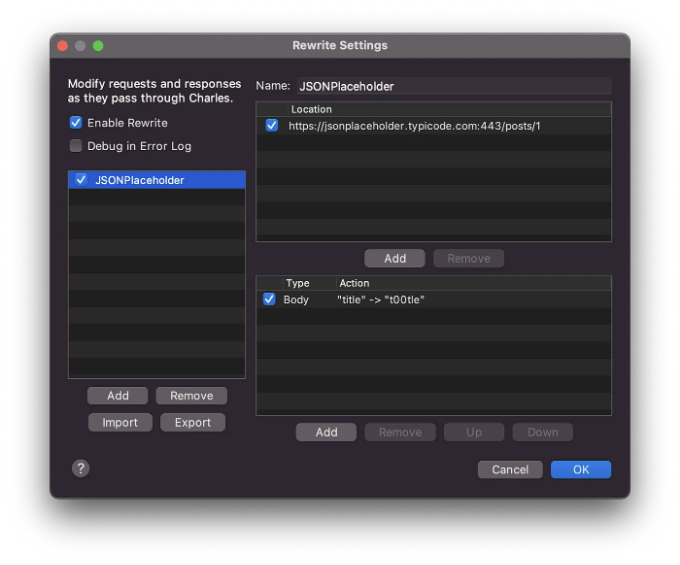 Rewrite Settings
Modify requests and responses
as they pass through Charles.
Enable Rewrite
Debug in Error Log
JSONPlaceholder
Add Remove
Import Export
?
Name: JSONPlaceholder
Location
https://jsonplaceholder.typicode.com:443/posts/1
Add Remove
Type Action
Body "title" -> "t00tle"
Add Remove Up Down
Cancel OK